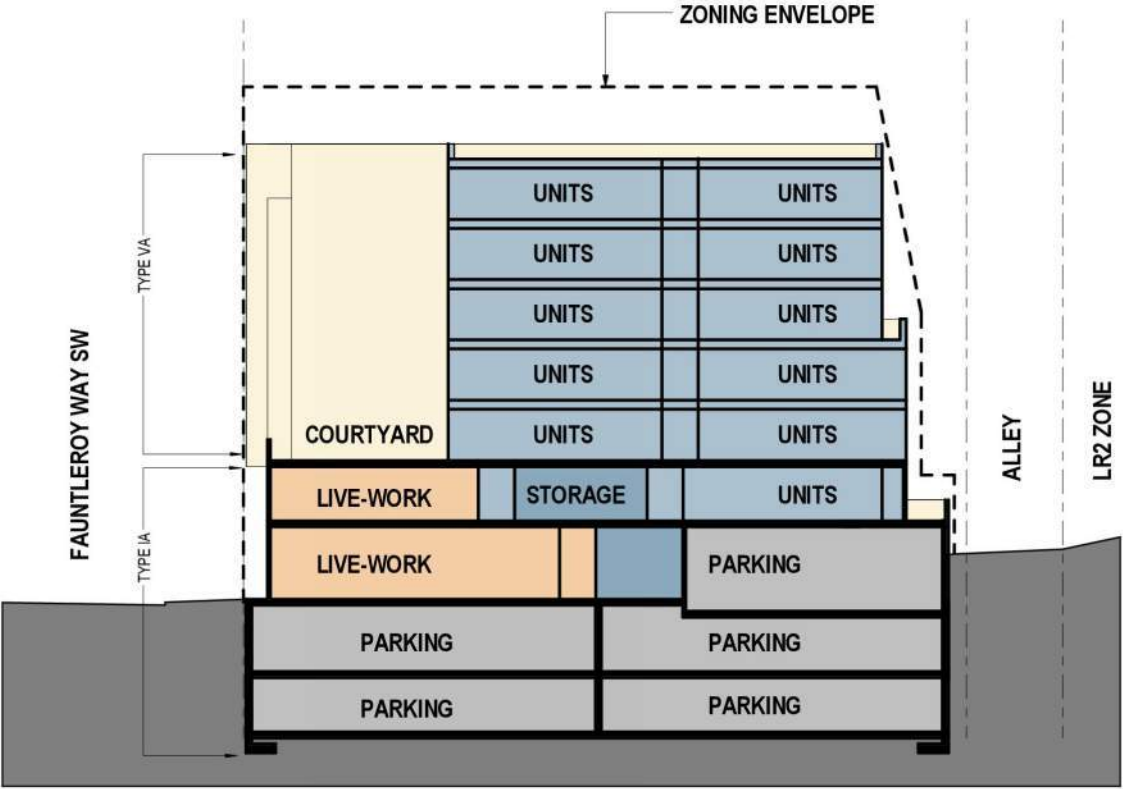 ZONING ENVELOPE
UNITS UNITS
UNITS UNITS
UNITS UNITS
UNITS UNITS
COURTYARD UNITS UNITS
LIVE-WORK STORAGE UNITS
LIVE-WORK PARKING
PARKING PARKING
PARKING PARKING
TYPE VA
TYPE IA
FAUNTLEROY WAY SW
ALLEY
LR2 ZONE